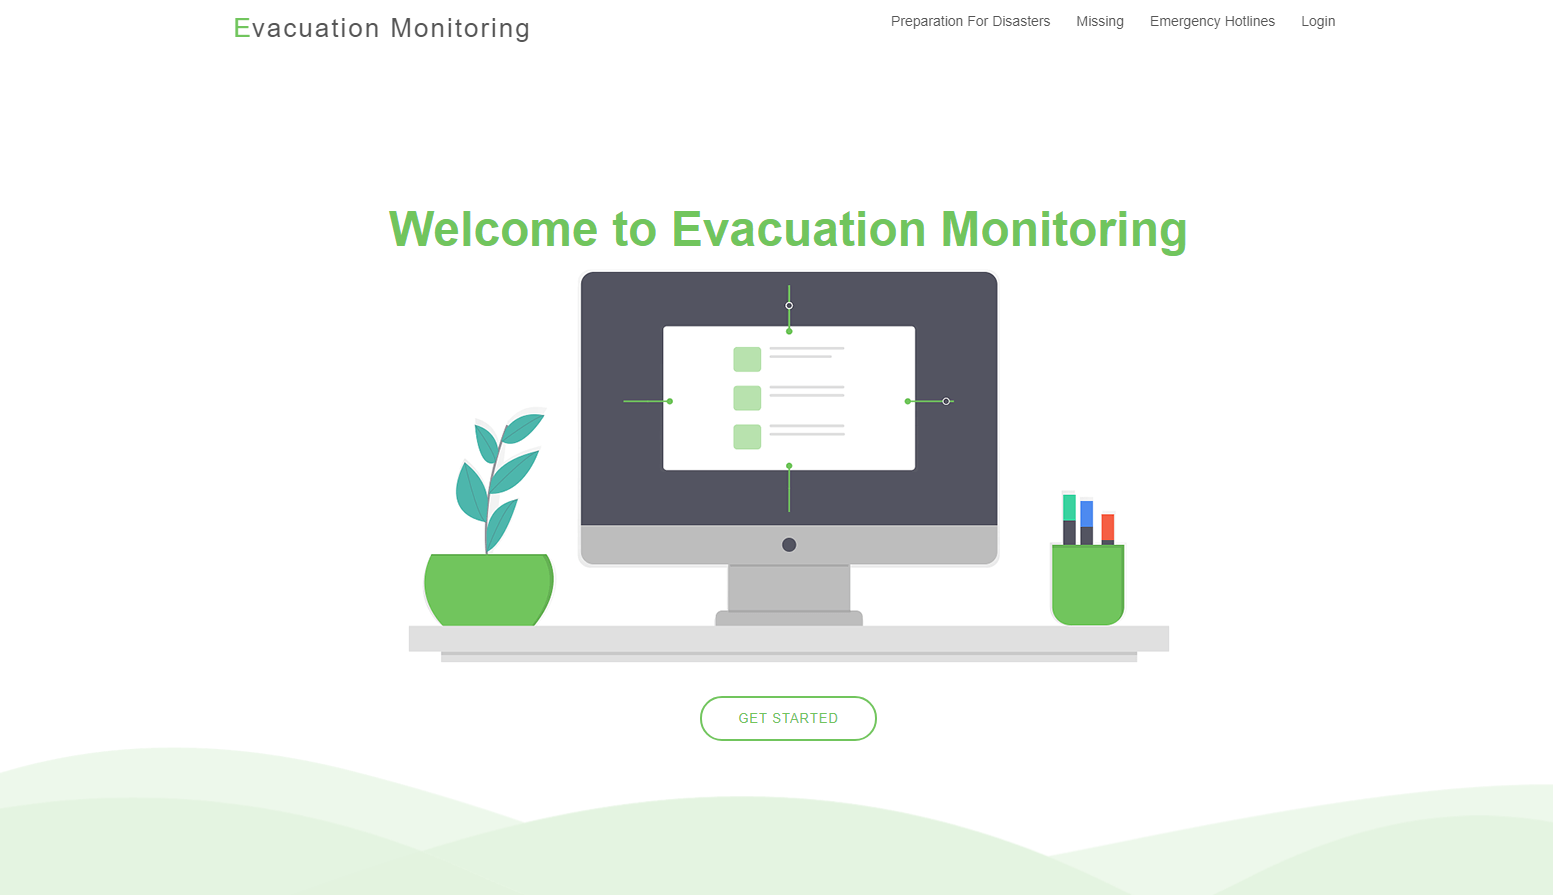 Evacuation Monitoring
Preparation For Disasters Missing Emergency Hotlines Login
Welcome to Evacuation Monitoring
GET STARTED